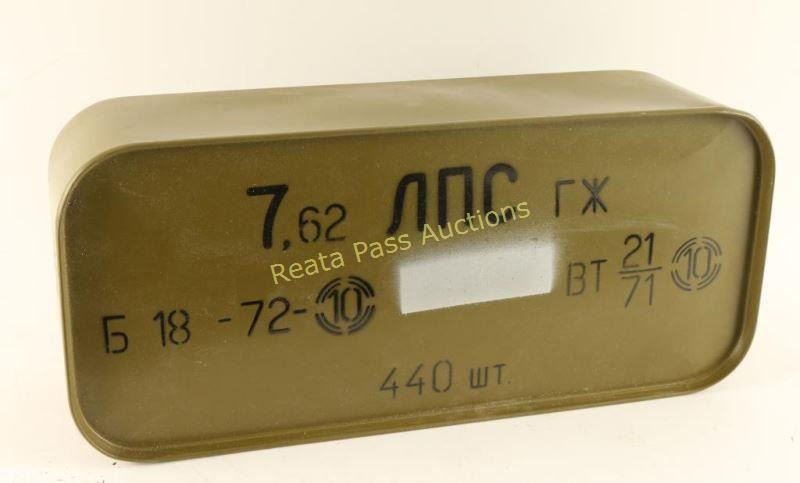 7,62 ЛПС ГЖ
Reata Pass Auctions
Б 18 -72- 10
ВТ 21/71 10
440 шт.